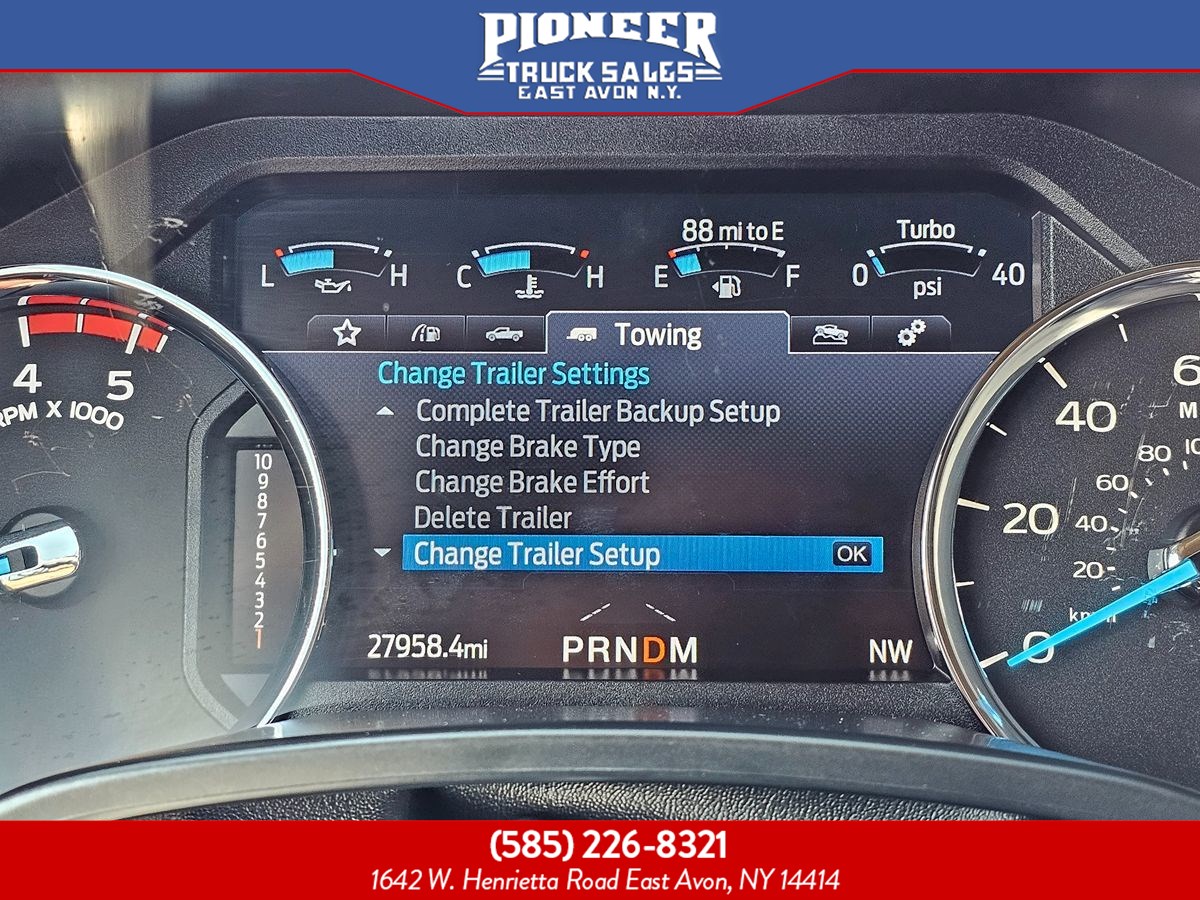 PIONEER
TRUCK SALES
EAST AVON N.Y.
88 mi to E
Turbo
L H
C H
E F
0 40
psi
Towing
Change Trailer Settings
Complete Trailer Backup Setup
Change Brake Type
Change Brake Effort
Delete Trailer
Change Trailer Setup OK
4 5
RPM X 1000
10
9
8
7
6
5
4
3
2
1
27958.4mi
PRNDM
NW
40
20
0
80
60
40
20
(585) 226-8321
1642 W. Henrietta Road East Avon, NY 14414